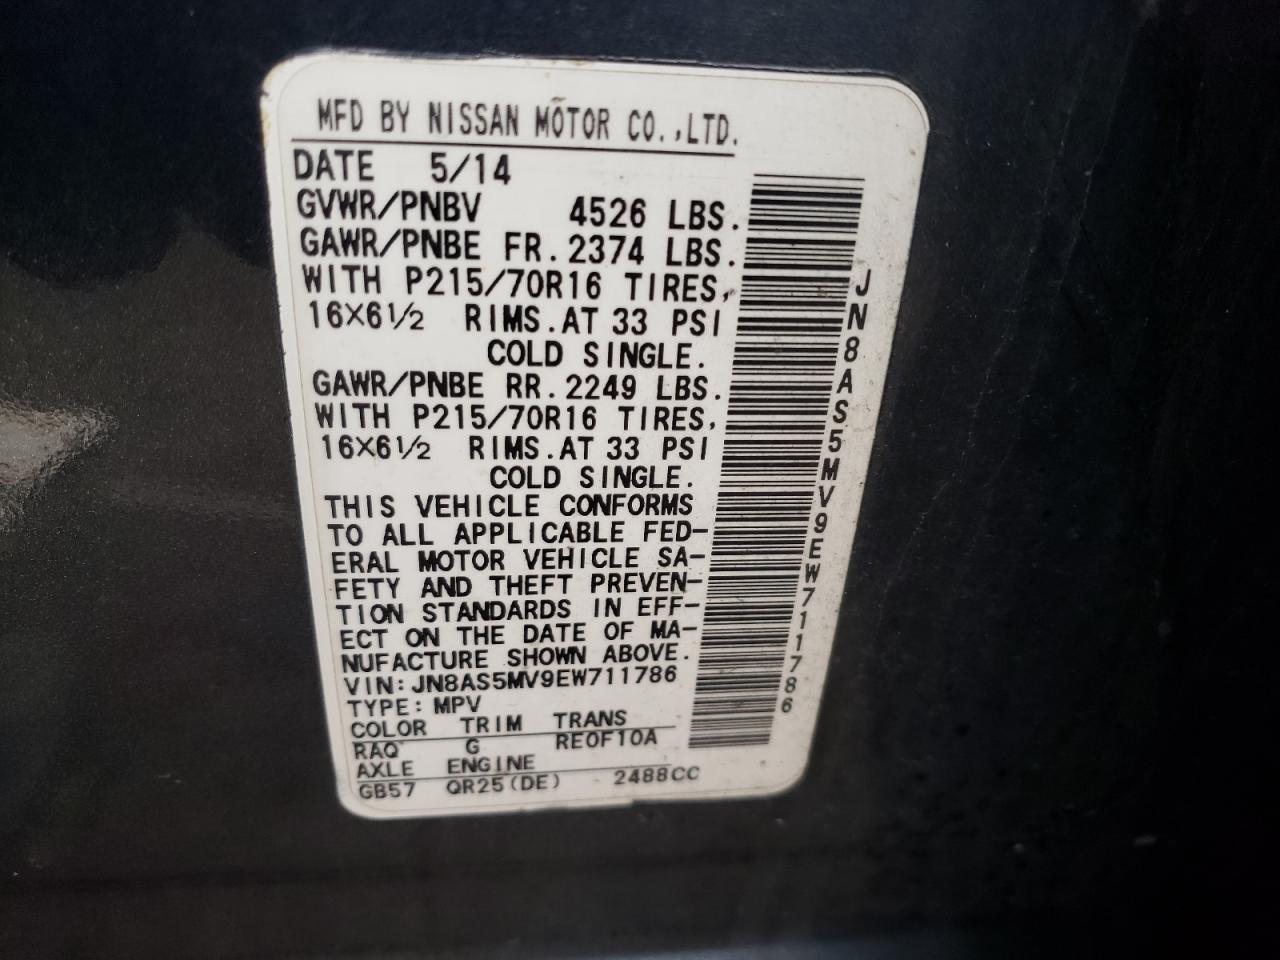 MFD BY NISSAN MOTOR CO.,LTD.
DATE 5/14
GVWR/PNBV 4526 LBS.
GAWR/PNBE FR.2374 LBS.
WITH P215/70R16 TIRES,
16X6 1/2 RIMS.AT 33 PSI
COLD SINGLE.
GAWR/PNBE RR.2249 LBS.
WITH P215/70R16 TIRES,
16X6 1/2 RIMS.AT 33 PSI
COLD SINGLE.
THIS VEHICLE CONFORMS
TO ALL APPLICABLE FED-
ERAL MOTOR VEHICLE SA-
FETY AND THEFT PREVEN-
TION STANDARDS IN EFF-
ECT ON THE DATE OF MA-
NUFACTURE SHOWN ABOVE.
VIN:JN8AS5MV9EW711786
TYPE:MPV
COLOR TRIM TRANS
RAQ G RE0F10A
AXLE ENGINE
GB57 QR25(DE) 2488CC
JN8AS5MV9EW711786